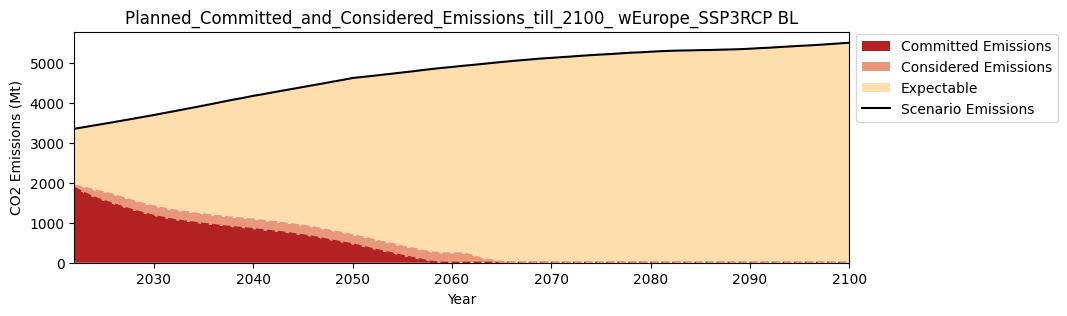 Planned_Committed_and_Considered_Emissions_till_2100_ wEurope_SSP3RCP BL
Committed Emissions
Considered Emissions
Expectable
Scenario Emissions
CO2 Emissions (Mt)
5000
4000
3000
2000
1000
0
2030
2040
2050
2060
2070
2080
2090
2100
Year